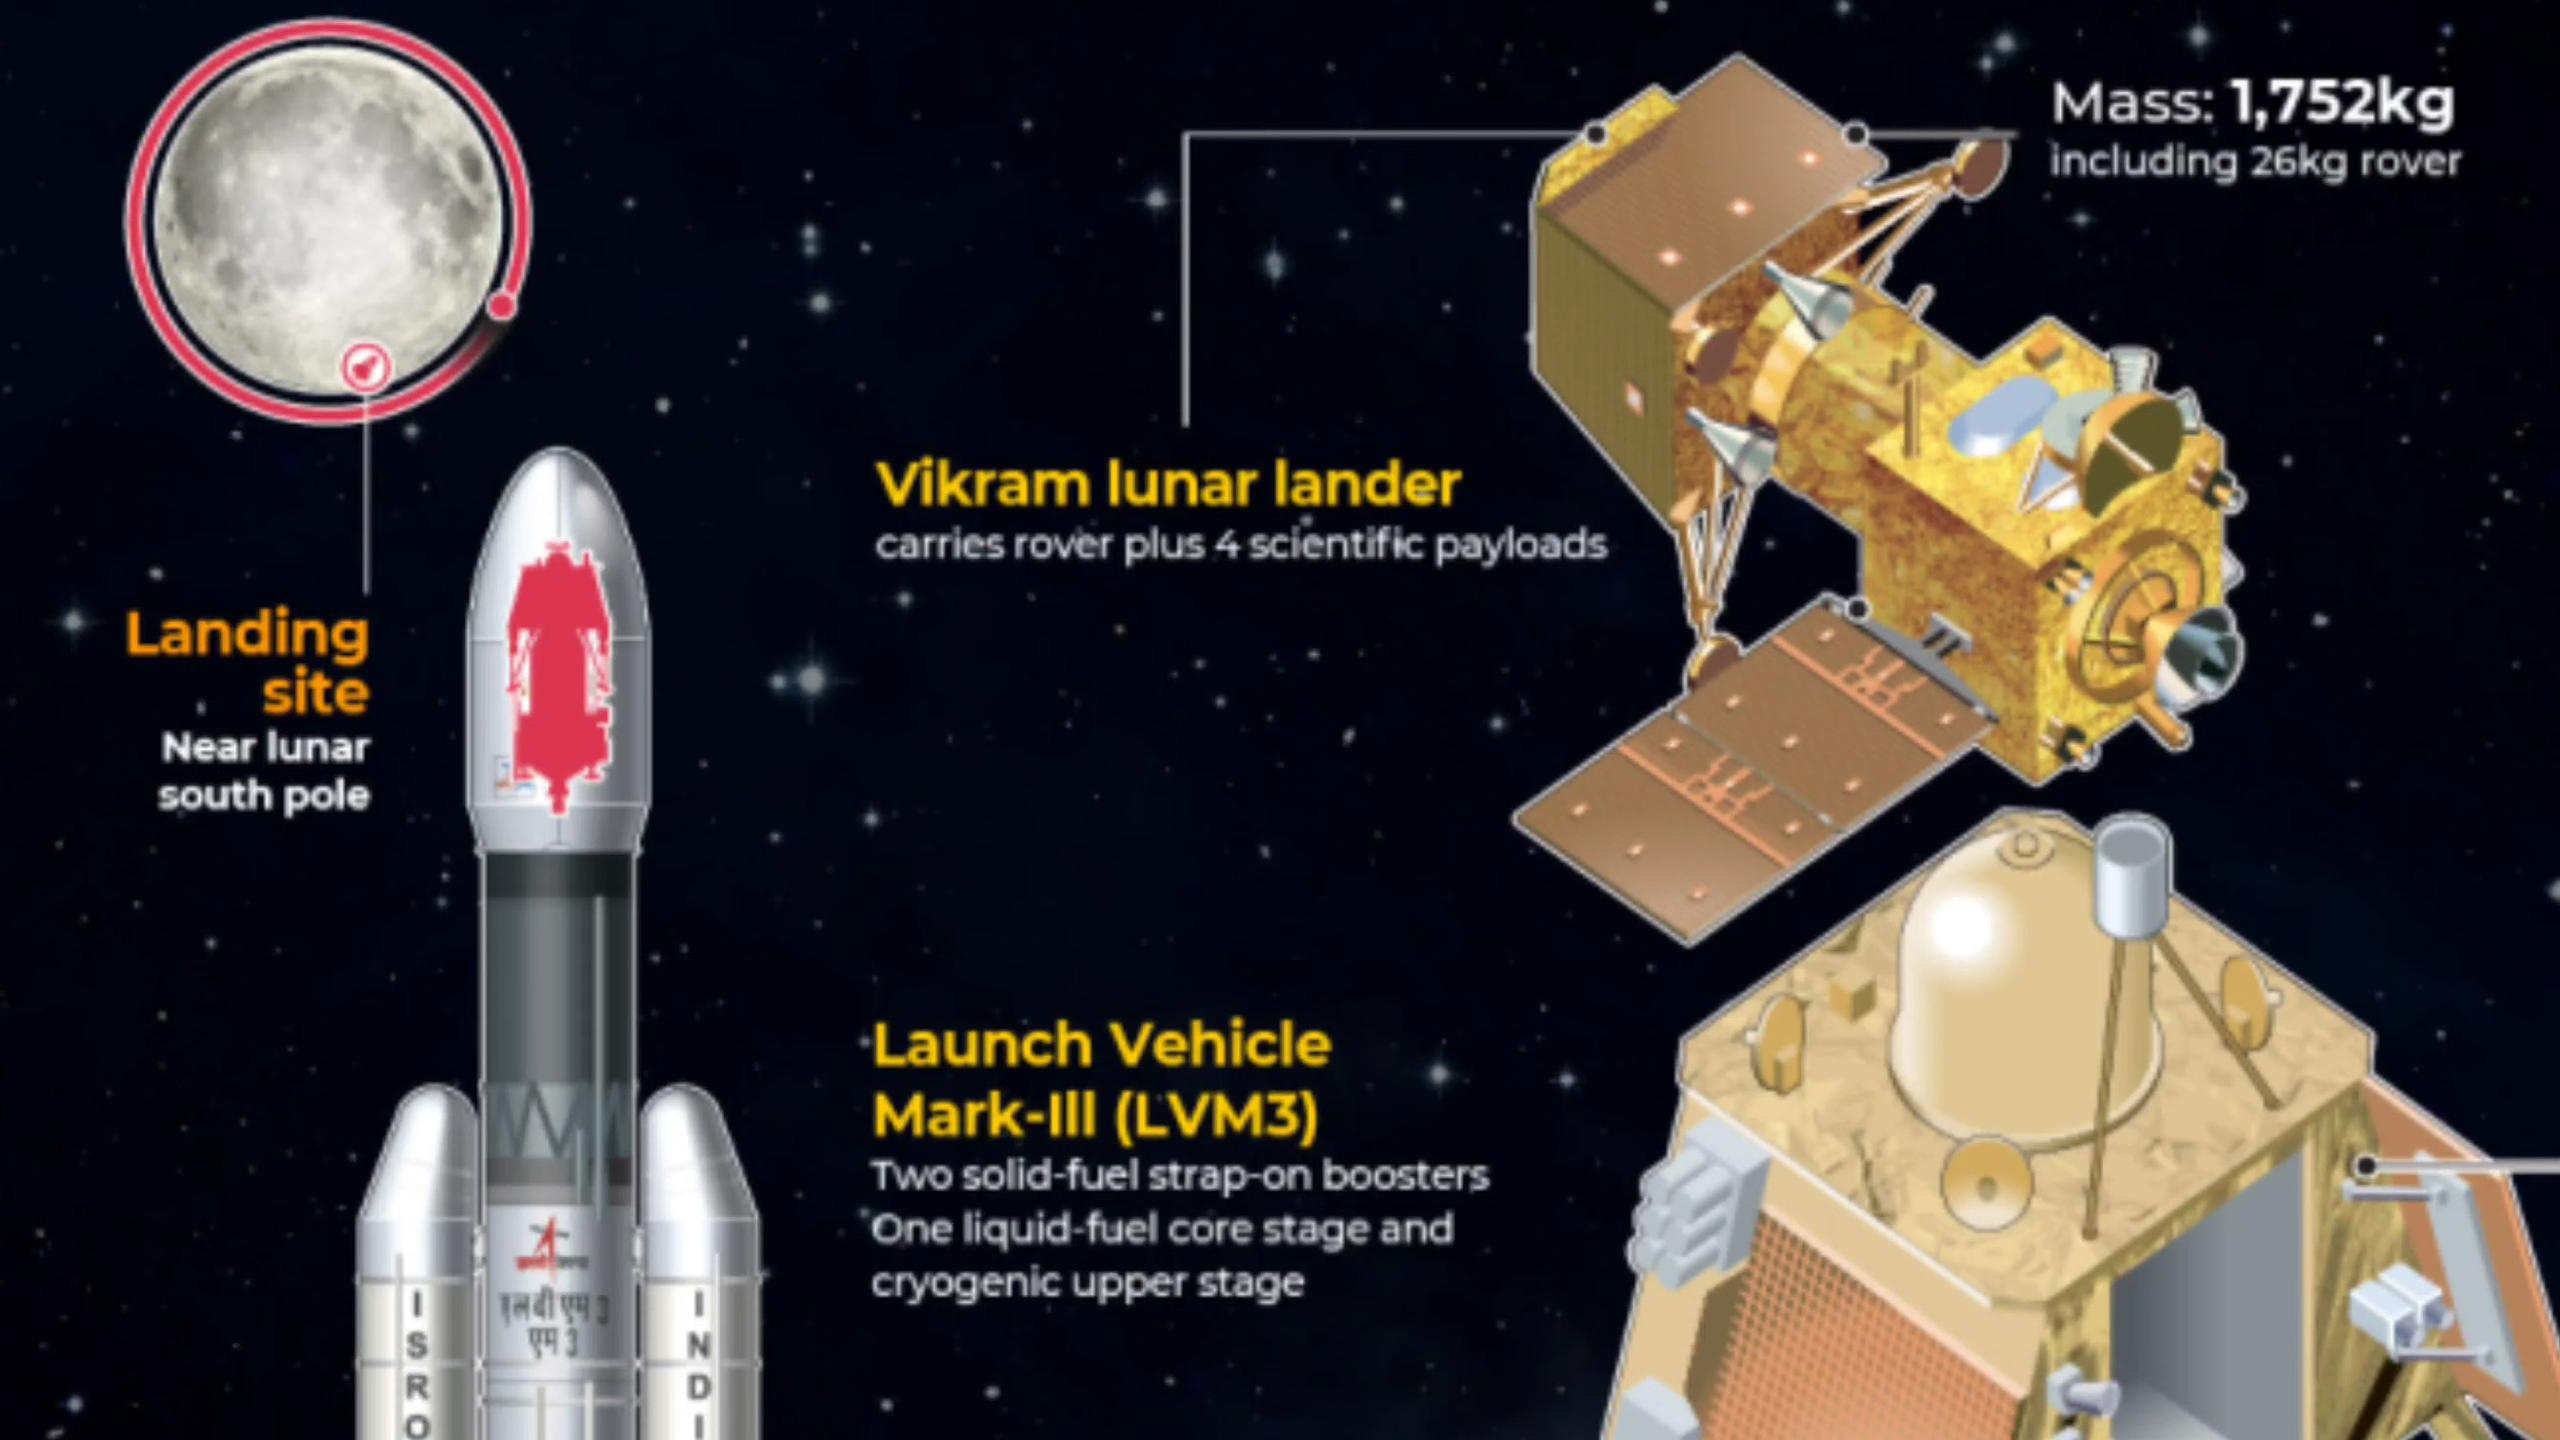 Mass: 1,752kg
including 26kg rover
Vikram lunar lander
carries rover plus 4 scientific payloads
Landing
site
Near lunar
south pole
Launch Vehicle
Mark-III (LVM3)
Two solid-fuel strap-on boosters
One liquid-fuel core stage and
cryogenic upper stage
एम 3
I
S
R
O
I
N
D
I